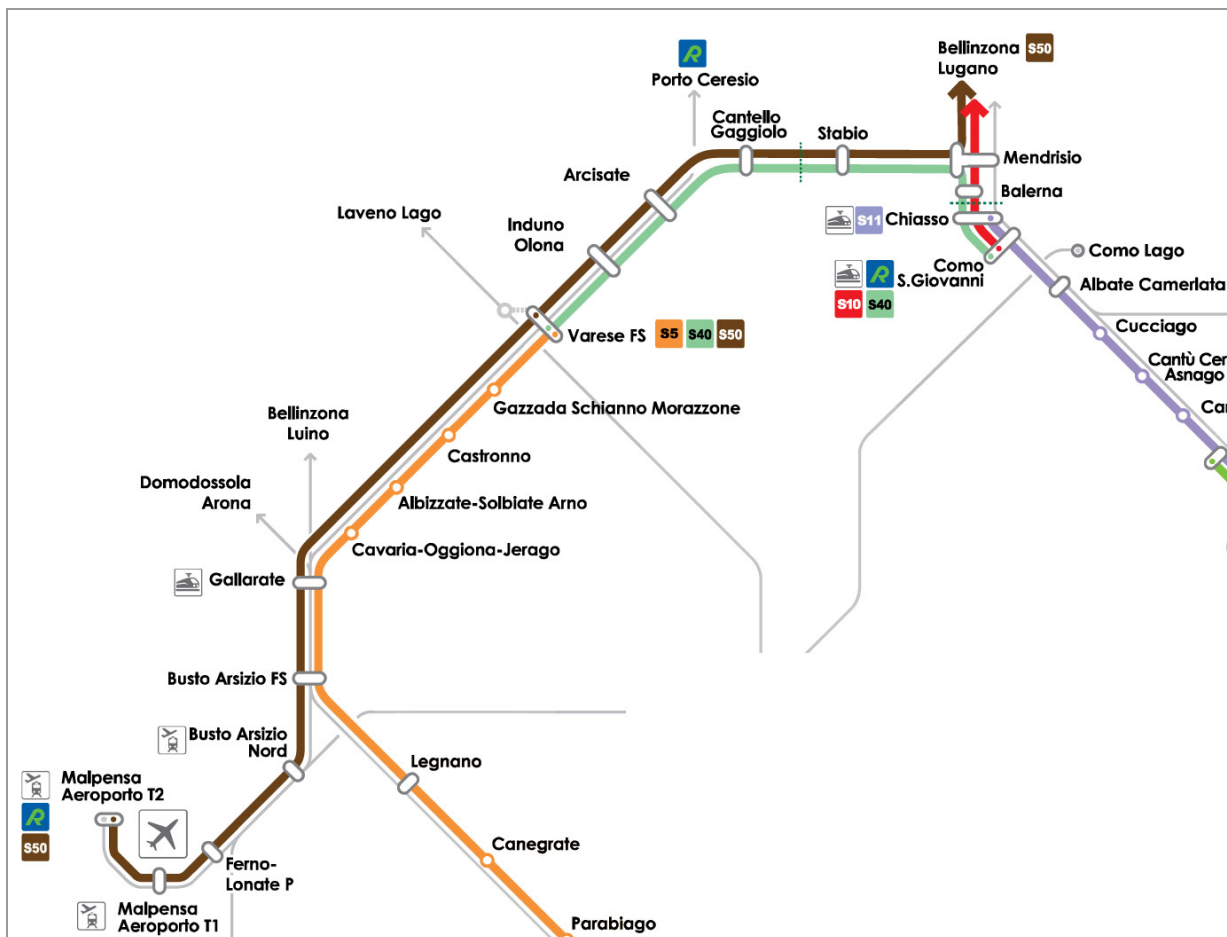 Bellinzona S50
Lugano
R
Porto Ceresio
Cantello
Gaggiolo
Stabio
Mendrisio
Arcisate
Balerna
Laveno Lago
Induno
Olona
S11 Chiasso
Como
S.Giovanni
R
S10 S40
Como Lago
Albate Camerlata
Cucciago
Varese FS S5 S40 S50
Cantù Cer
Asnago
Gazzada Schianno Morazzone
Bellinzona
Luino
Castronno
Domodossola
Arona
Albizzate-Solbiate Arno
Cavaria-Oggiona-Jerago
Gallarate
Busto Arsizio FS
Busto Arsizio
Nord
Legnano
Malpensa
Aeroporto T2
R
S50
Canegrate
Ferno-
Lonate P
Malpensa
Aeroporto T1
Parabiago